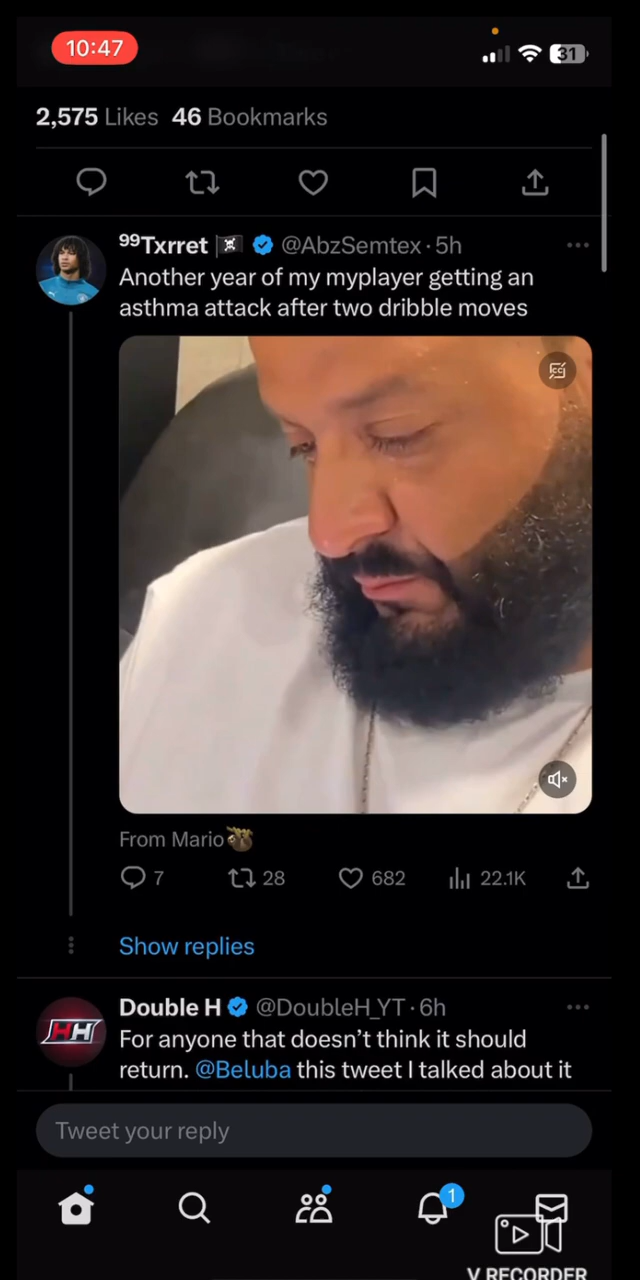 10:47
31
2,575 Likes 46 Bookmarks
⁹⁹Txrret 🏴‍☠️ @AbzSemtex · 5h
Another year of my myplayer getting an
asthma attack after two dribble moves
CC
From Mario🦥
7 28 682 22.1K
Show replies
HH
Double H @DoubleH_YT · 6h
For anyone that doesn’t think it should
return. @Beluba this tweet I talked about it
Tweet your reply
1
V RECORDER